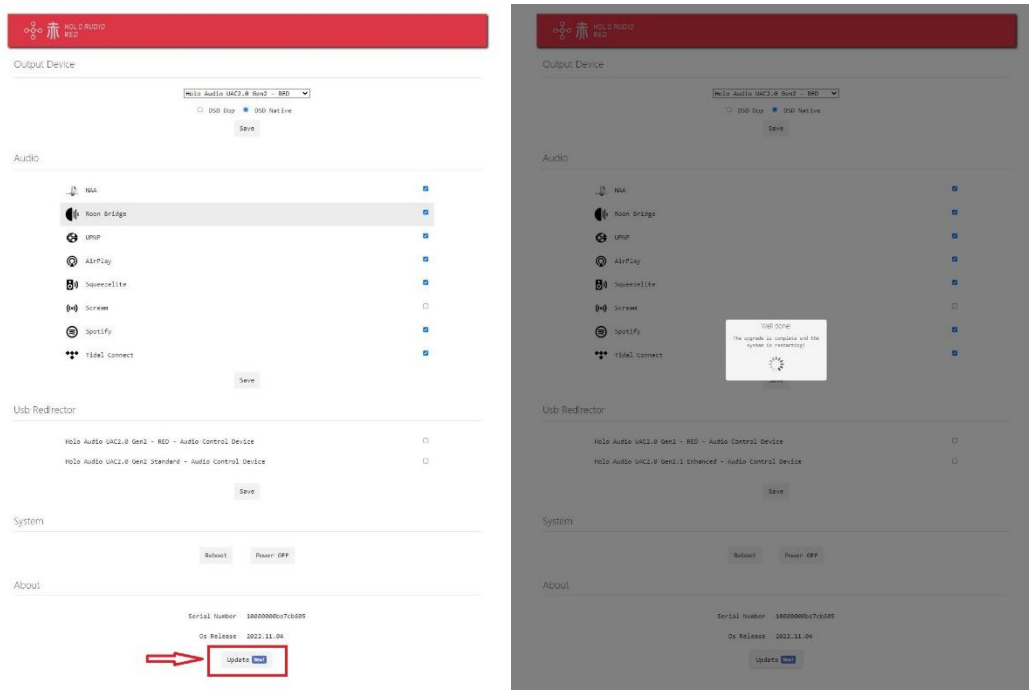 赤 HOLO AUDIO
RED
Output Device
Holo Audio UAC2.0 Gen2 - RED
DSD Dop DSD Native
Save
Audio
NAA
Roon Bridge
UPNP
AirPlay
Squeezelite
Scream
Spotify
Tidal Connect
Save
Usb Redirector
Holo Audio UAC2.0 Gen2 - RED - Audio Control Device
Holo Audio UAC2.0 Gen2 Standard - Audio Control Device
Save
System
Reboot Power OFF
About
Serial Number
Os Release 2022.11.04
Update New!
赤 HOLO AUDIO
RED
Output Device
Holo Audio UAC2.0 Gen2 - RED
DSD Dop DSD Native
Save
Audio
NAA
Roon Bridge
UPNP
AirPlay
Squeezelite
Scream
Spotify
Tidal Connect
Well done!
The upgrade is complete and the
system is restarting!
Save
Usb Redirector
Holo Audio UAC2.0 Gen2 - RED - Audio Control Device
Holo Audio UAC2.0 Gen2.1 Enhanced - Audio Control Device
Save
System
Reboot Power OFF
About
Serial Number
Os Release 2022.11.04
Update New!